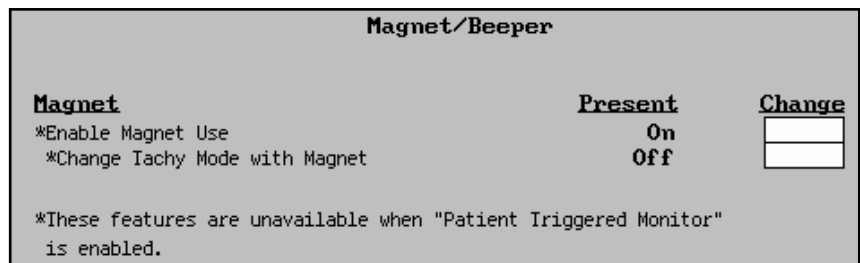 Magnet/Beeper
Magnet Present Change
*Enable Magnet Use On
*Change Tachy Mode with Magnet Off
*These features are unavailable when "Patient Triggered Monitor"
is enabled.